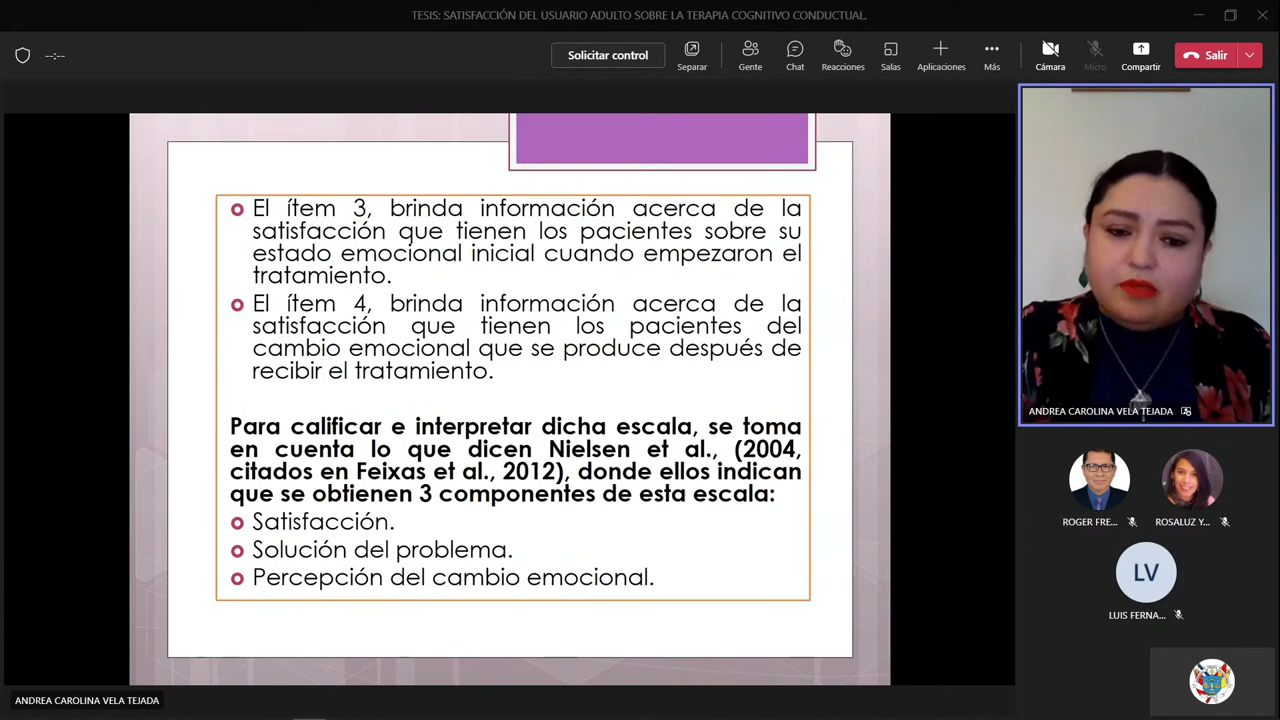 TESIS: SATISFACCIÓN DEL USUARIO ADULTO SOBRE LA TERAPIA COGNITIVO CONDUCTUAL.
--:--
Solicitar control
Separar
Gente
Chat
Reacciones
Salas
Aplicaciones
Más
Cámara
Micro
Compartir
Salir
El ítem 3, brinda información acerca de la
satisfacción que tienen los pacientes sobre su
estado emocional inicial cuando empezaron el
tratamiento.
El ítem 4, brinda información acerca de la
satisfacción que tienen los pacientes del
cambio emocional que se produce después de
recibir el tratamiento.
Para calificar e interpretar dicha escala, se toma
en cuenta lo que dicen Nielsen et al., (2004,
citados en Feixas et al., 2012), donde ellos indican
que se obtienen 3 componentes de esta escala:
Satisfacción.
Solución del problema.
Percepción del cambio emocional.
ANDREA CAROLINA VELA TEJADA
ROGER FRE...
ROSALUZ Y...
LV
LUIS FERNA...
ANDREA CAROLINA VELA TEJADA